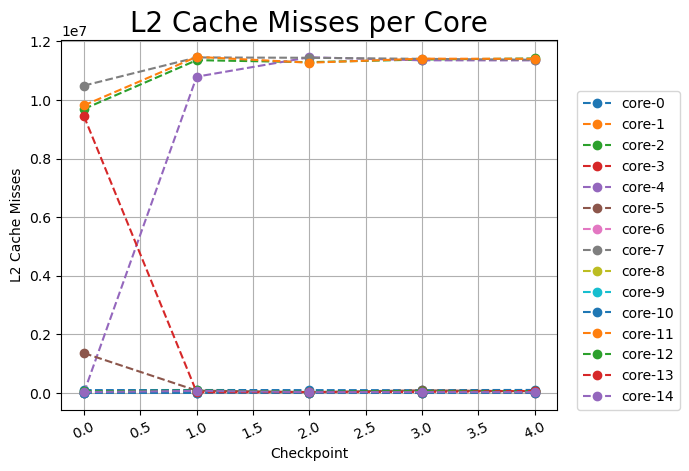 L2 Cache Misses per Core
1e7
1.2
1.0
0.8
0.6
0.4
0.2
0.0
L2 Cache Misses
0.0 0.5 1.0 1.5 2.0 2.5 3.0 3.5 4.0
Checkpoint
core-0
core-1
core-2
core-3
core-4
core-5
core-6
core-7
core-8
core-9
core-10
core-11
core-12
core-13
core-14